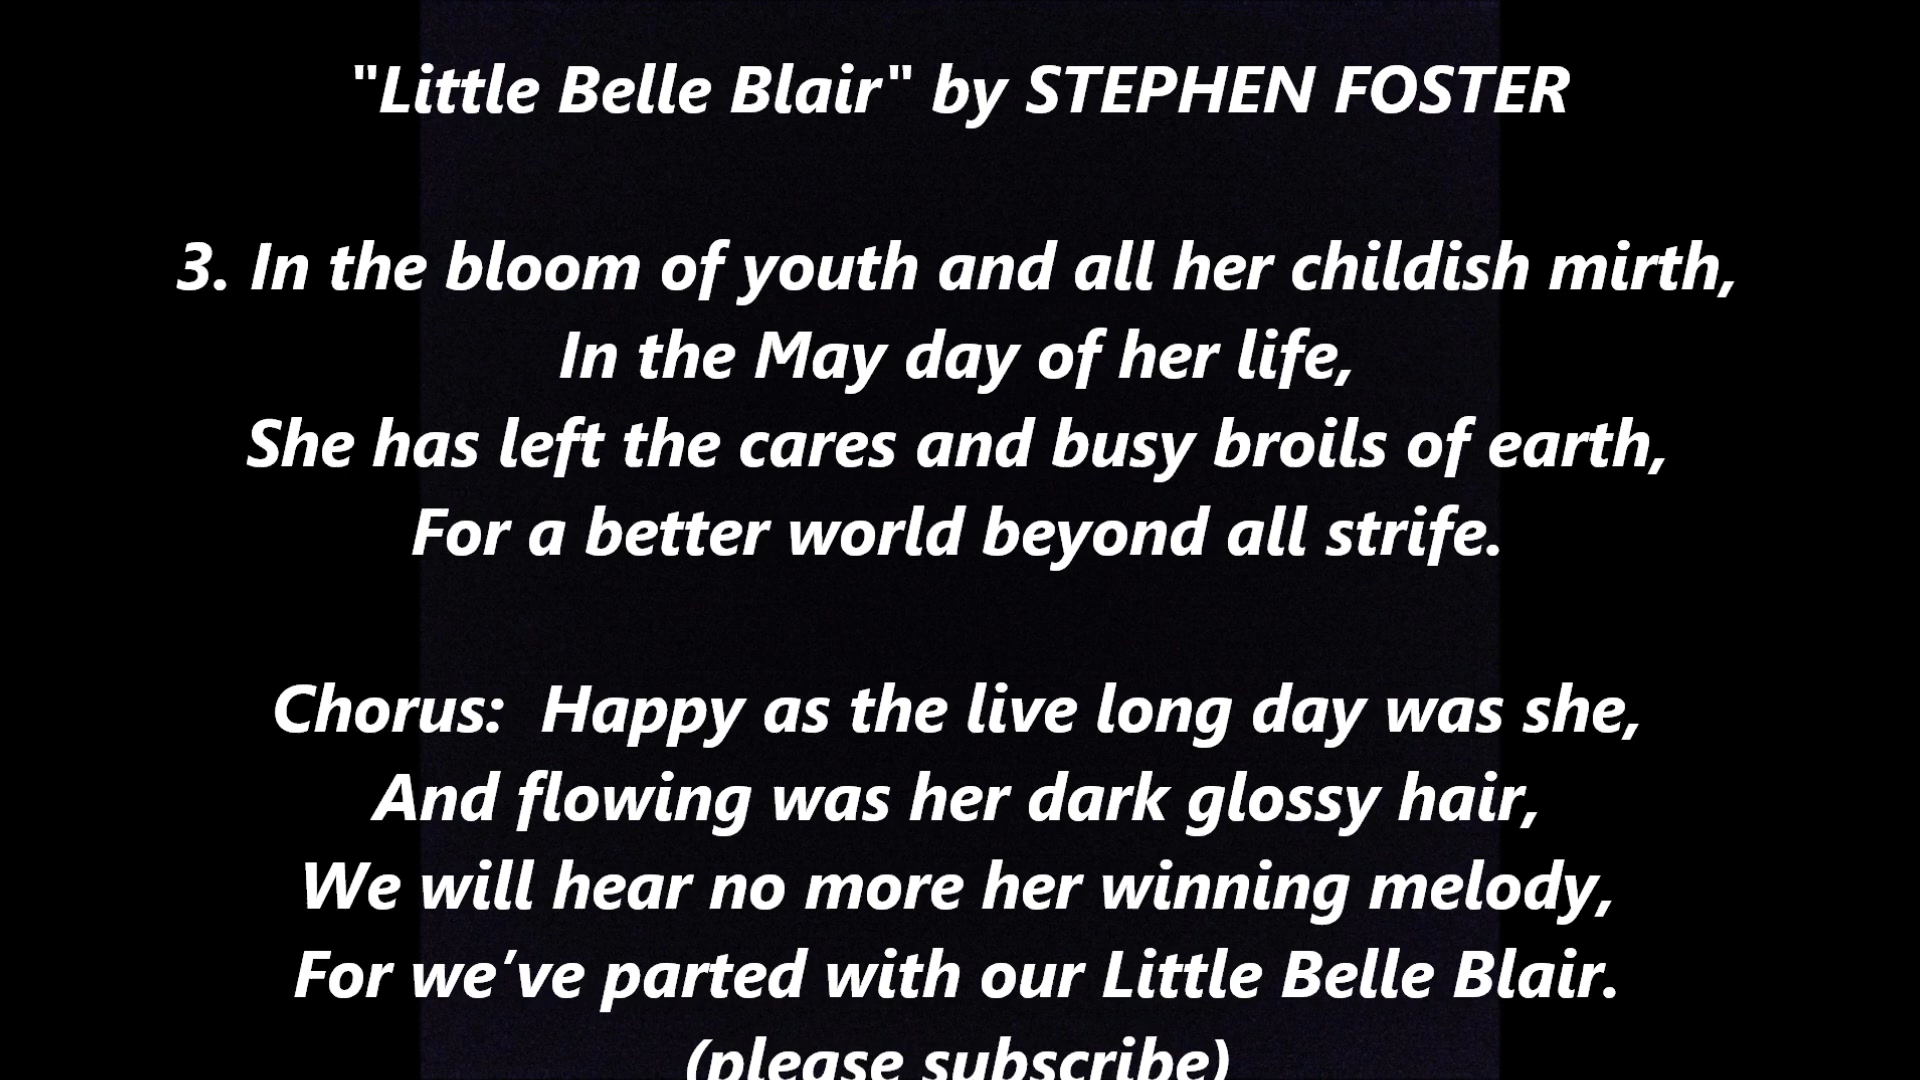 "Little Belle Blair" by STEPHEN FOSTER
3. In the bloom of youth and all her childish mirth,
In the May day of her life,
She has left the cares and busy broils of earth,
For a better world beyond all strife.
Chorus:  Happy as the live long day was she,
And flowing was her dark glossy hair,
We will hear no more her winning melody,
For we’ve parted with our Little Belle Blair.
(please subscribe)